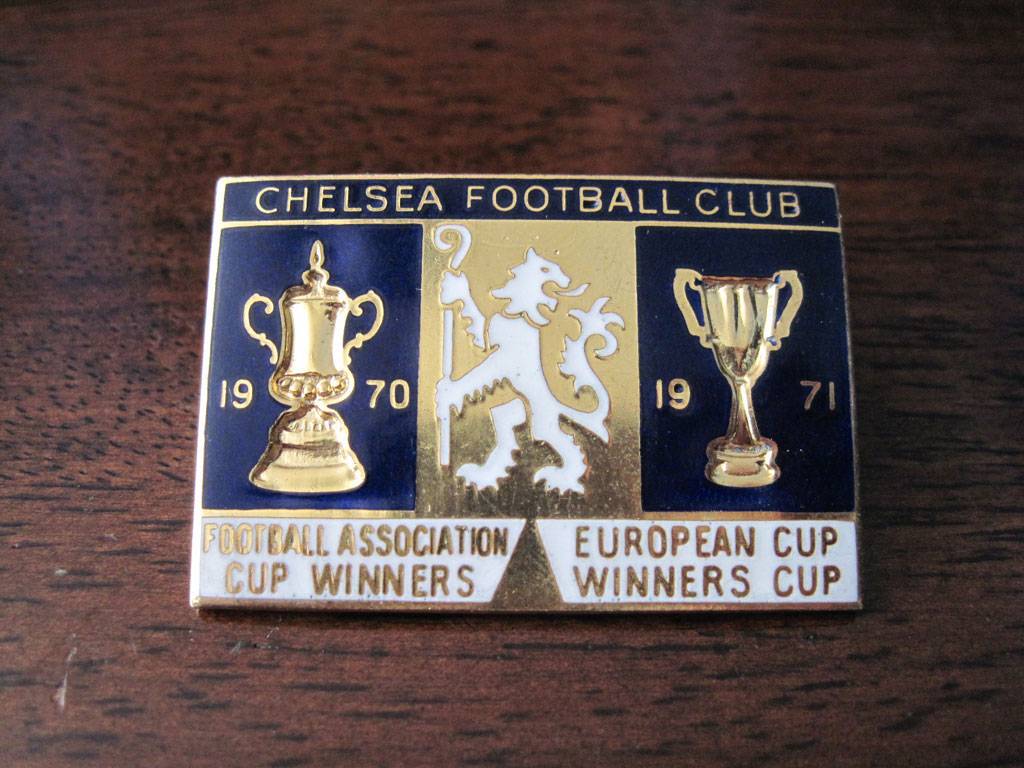 CHELSEA FOOTBALL CLUB
19 70
19 71
FOOTBALL ASSOCIATION
CUP WINNERS
EUROPEAN CUP
WINNERS CUP